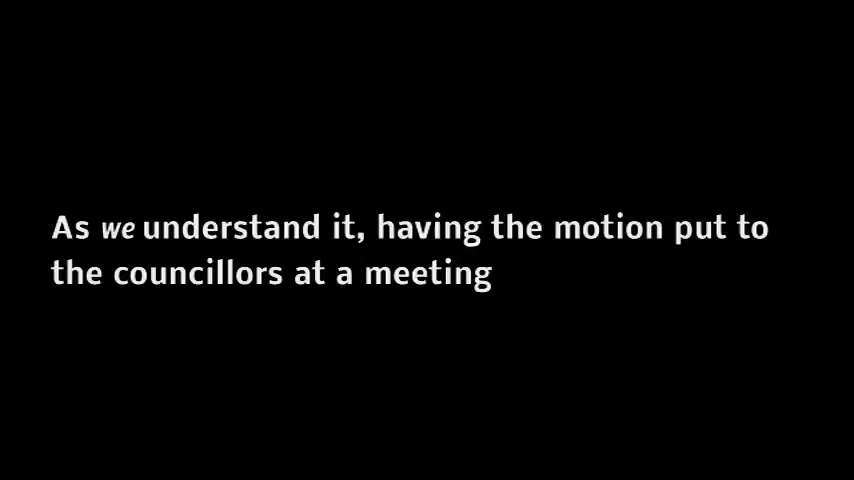 As we understand it, having the motion put to
the councillors at a meeting